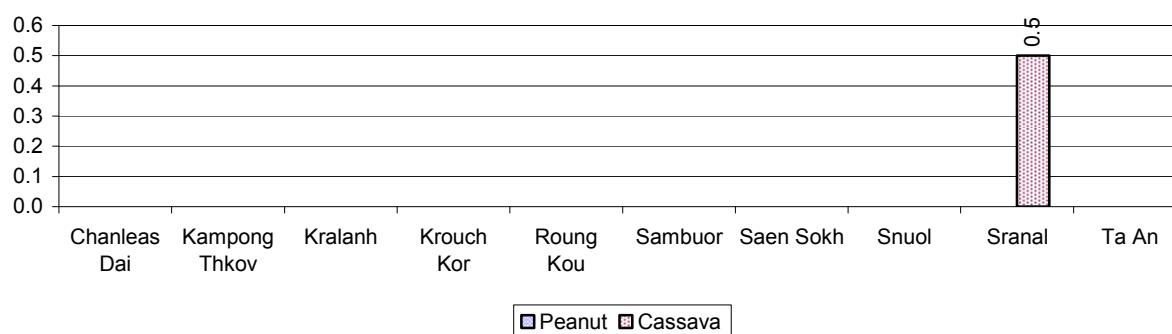 0.6
0.5
0.4
0.3
0.2
0.1
0.0
0.5
Chanleas Dai
Kampong Thkov
Kralanh
Krouch Kor
Roung Kou
Sambuor
Saen Sokh
Snuol
Sranal
Ta An
Peanut Cassava